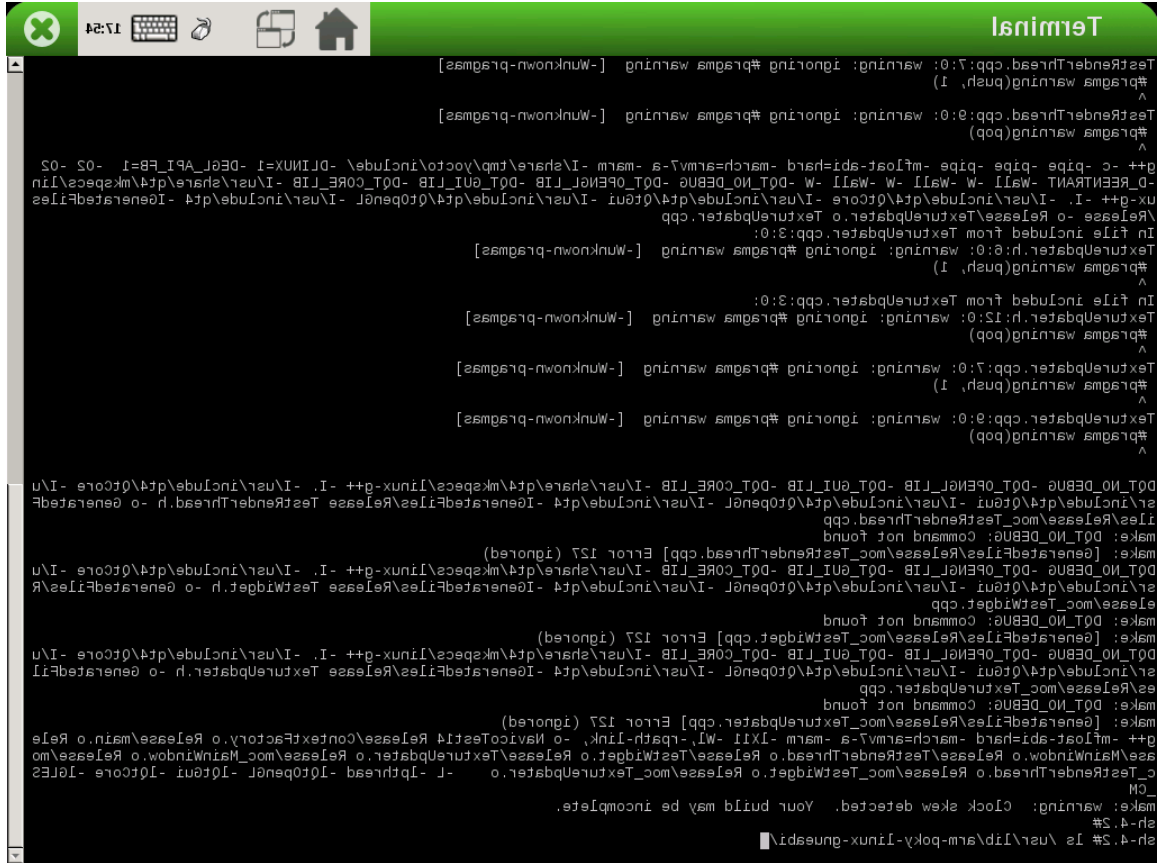 Terminal
17:54
TestRenderThread.cpp:7:0: warning: ignoring #pragma warning  [-Wunknown-pragmas]
 #pragma warning(push, 1)
 ^
TestRenderThread.cpp:9:0: warning: ignoring #pragma warning  [-Wunknown-pragmas]
 #pragma warning(pop)
 ^
g++ -c -pipe -pipe -pipe -mfloat-abi=hard -march=armv7-a -marm -I/share/tmp/yocto/include/ -DLINUX=1 -DEGL_API_FB=1  -O2 -O2
-D_REENTRANT -Wall -W -Wall -W -Wall -W -DQT_NO_DEBUG -DQT_OPENGL_LIB -DQT_GUI_LIB -DQT_CORE_LIB -I/usr/share/qt4/mkspecs/lin
ux-g++ -I. -I/usr/include/qt4/QtCore -I/usr/include/qt4/QtGui -I/usr/include/qt4/QtOpenGL -I/usr/include/qt4 -IGeneratedFiles
/Release -o Release/TextureUpdater.o TextureUpdater.cpp
In file included from TextureUpdater.cpp:3:0:
TextureUpdater.h:6:0: warning: ignoring #pragma warning  [-Wunknown-pragmas]
 #pragma warning(push, 1)
 ^
In file included from TextureUpdater.cpp:3:0:
TextureUpdater.h:12:0: warning: ignoring #pragma warning  [-Wunknown-pragmas]
 #pragma warning(pop)
 ^
TextureUpdater.cpp:7:0: warning: ignoring #pragma warning  [-Wunknown-pragmas]
 #pragma warning(push, 1)
 ^
TextureUpdater.cpp:9:0: warning: ignoring #pragma warning  [-Wunknown-pragmas]
 #pragma warning(pop)
 ^
DQT_NO_DEBUG -DQT_OPENGL_LIB -DQT_GUI_LIB -DQT_CORE_LIB -I/usr/share/qt4/mkspecs/linux-g++ -I. -I/usr/include/qt4/QtCore -I/u
sr/include/qt4/QtGui -I/usr/include/qt4/QtOpenGL -I/usr/include/qt4 -IGeneratedFiles/Release TestRenderThread.h -o GeneratedF
iles/Release/moc_TestRenderThread.cpp
make: DQT_NO_DEBUG: Command not found
make: [GeneratedFiles/Release/moc_TestRenderThread.cpp] Error 127 (ignored)
DQT_NO_DEBUG -DQT_OPENGL_LIB -DQT_GUI_LIB -DQT_CORE_LIB -I/usr/share/qt4/mkspecs/linux-g++ -I. -I/usr/include/qt4/QtCore -I/u
sr/include/qt4/QtGui -I/usr/include/qt4/QtOpenGL -I/usr/include/qt4 -IGeneratedFiles/Release TestWidget.h -o GeneratedFiles/R
elease/moc_TestWidget.cpp
make: DQT_NO_DEBUG: Command not found
make: [GeneratedFiles/Release/moc_TestWidget.cpp] Error 127 (ignored)
DQT_NO_DEBUG -DQT_OPENGL_LIB -DQT_GUI_LIB -DQT_CORE_LIB -I/usr/share/qt4/mkspecs/linux-g++ -I. -I/usr/include/qt4/QtCore -I/u
sr/include/qt4/QtGui -I/usr/include/qt4/QtOpenGL -I/usr/include/qt4 -IGeneratedFiles/Release TextureUpdater.h -o GeneratedFil
es/Release/moc_TextureUpdater.cpp
make: DQT_NO_DEBUG: Command not found
make: [GeneratedFiles/Release/moc_TextureUpdater.cpp] Error 127 (ignored)
g++ -mfloat-abi=hard -march=armv7-a -marm -lX11 -Wl,-rpath-link, -o NavicoTest14 Release/ContextFactory.o Release/main.o Rele
ase/MainWindow.o Release/TestRenderThread.o Release/TestWidget.o Release/TextureUpdater.o Release/moc_MainWindow.o Release/mo
c_TestRenderThread.o Release/moc_TestWidget.o Release/moc_TextureUpdater.o    -L -lpthread -lQtOpenGL -lQtGui -lQtCore -lGLES
_CM
make: warning:  Clock skew detected.  Your build may be incomplete.
sh-4.2#
sh-4.2# ls /usr/lib/arm-poky-linux-gnueabi/